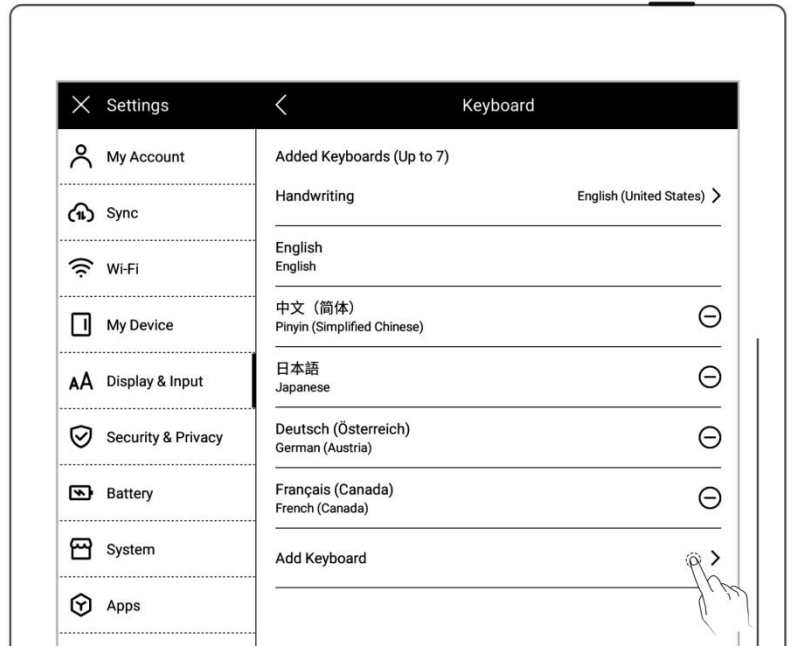 Settings
Keyboard
My Account
Sync
Wi-Fi
My Device
AA Display & Input
Security & Privacy
Battery
System
Apps
Added Keyboards (Up to 7)
Handwriting English (United States)
English
English
中文（简体）
Pinyin (Simplified Chinese)
日本語
Japanese
Deutsch (Österreich)
German (Austria)
Français (Canada)
French (Canada)
Add Keyboard